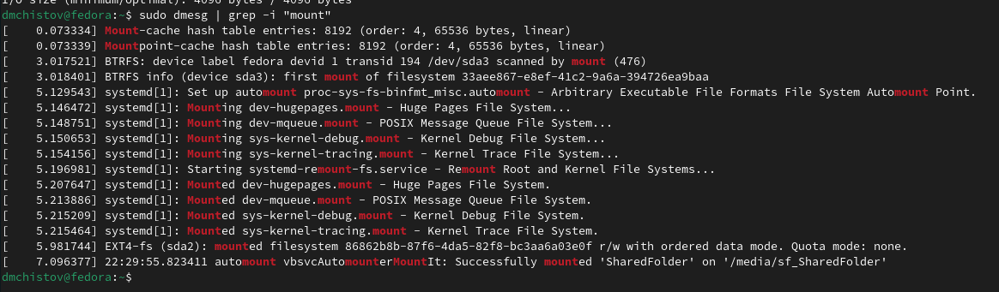 I/O size (minimum/optimal): 4096 bytes / 4096 bytes
dmchistov@fedora:~$ sudo dmesg | grep -i "mount"
[    0.073334] Mount-cache hash table entries: 8192 (order: 4, 65536 bytes, linear)
[    0.073339] Mountpoint-cache hash table entries: 8192 (order: 4, 65536 bytes, linear)
[    3.017521] BTRFS: device label fedora devid 1 transid 194 /dev/sda3 scanned by mount (476)
[    3.018401] BTRFS info (device sda3): first mount of filesystem 33aee867-e8ef-41c2-9a6a-394726ea9baa
[    5.129543] systemd[1]: Set up automount proc-sys-fs-binfmt_misc.automount - Arbitrary Executable File Formats File System Automount Point.
[    5.146472] systemd[1]: Mounting dev-hugepages.mount - Huge Pages File System...
[    5.148751] systemd[1]: Mounting dev-mqueue.mount - POSIX Message Queue File System...
[    5.150653] systemd[1]: Mounting sys-kernel-debug.mount - Kernel Debug File System...
[    5.154156] systemd[1]: Mounting sys-kernel-tracing.mount - Kernel Trace File System...
[    5.196981] systemd[1]: Starting systemd-remount-fs.service - Remount Root and Kernel File Systems...
[    5.207647] systemd[1]: Mounted dev-hugepages.mount - Huge Pages File System.
[    5.213886] systemd[1]: Mounted dev-mqueue.mount - POSIX Message Queue File System.
[    5.215209] systemd[1]: Mounted sys-kernel-debug.mount - Kernel Debug File System.
[    5.215464] systemd[1]: Mounted sys-kernel-tracing.mount - Kernel Trace File System.
[    5.981744] EXT4-fs (sda2): mounted filesystem 86862b8b-87f6-4da5-82f8-bc3aa6a03e0f r/w with ordered data mode. Quota mode: none.
[    7.096377] 22:29:55.823411 automount vbsvcAutomounterMountIt: Successfully mounted 'SharedFolder' on '/media/sf_SharedFolder'
dmchistov@fedora:~$